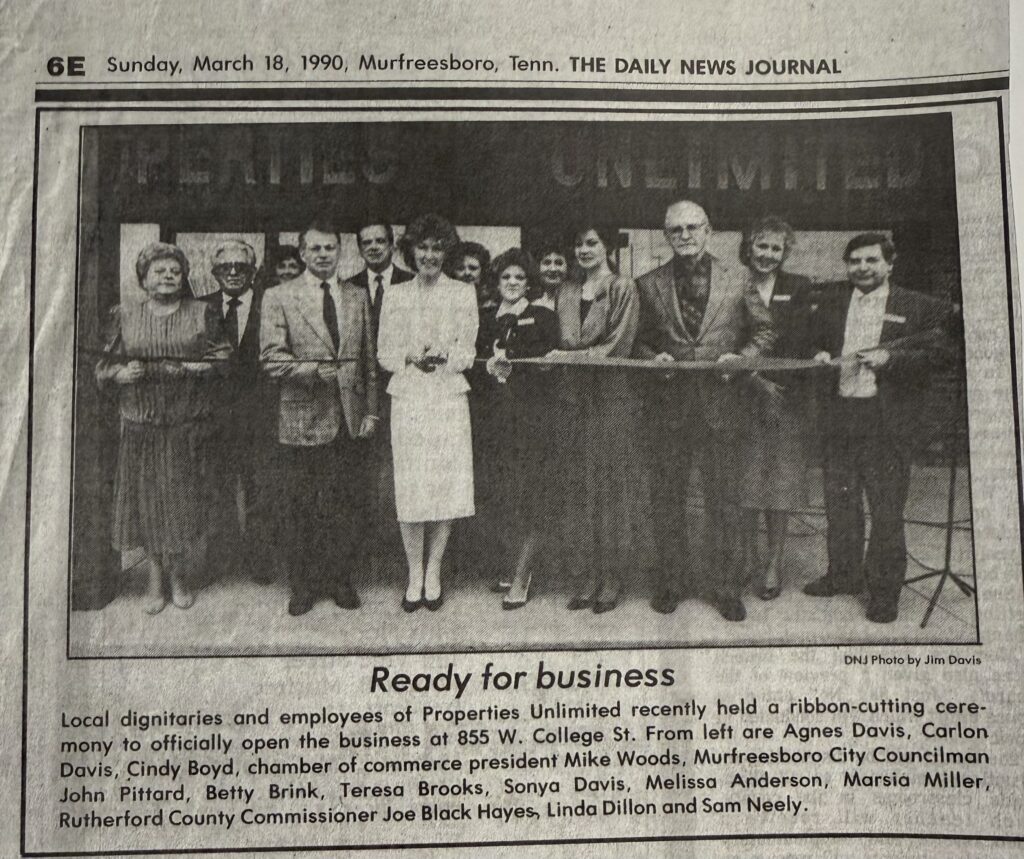 6E Sunday, March 18, 1990, Murfreesboro, Tenn. THE DAILY NEWS JOURNAL
PERTIES UNLIMITED
DNJ Photo by Jim Davis
Ready for business
Local dignitaries and employees of Properties Unlimited recently held a ribbon-cutting cere-
mony to officially open the business at 855 W. College St. From left are Agnes Davis, Carlon
Davis, Cindy Boyd, chamber of commerce president Mike Woods, Murfreesboro City Councilman
John Pittard, Betty Brink, Teresa Brooks, Sonya Davis, Melissa Anderson, Marsia Miller,
Rutherford County Commissioner Joe Black Hayes, Linda Dillon and Sam Neely.